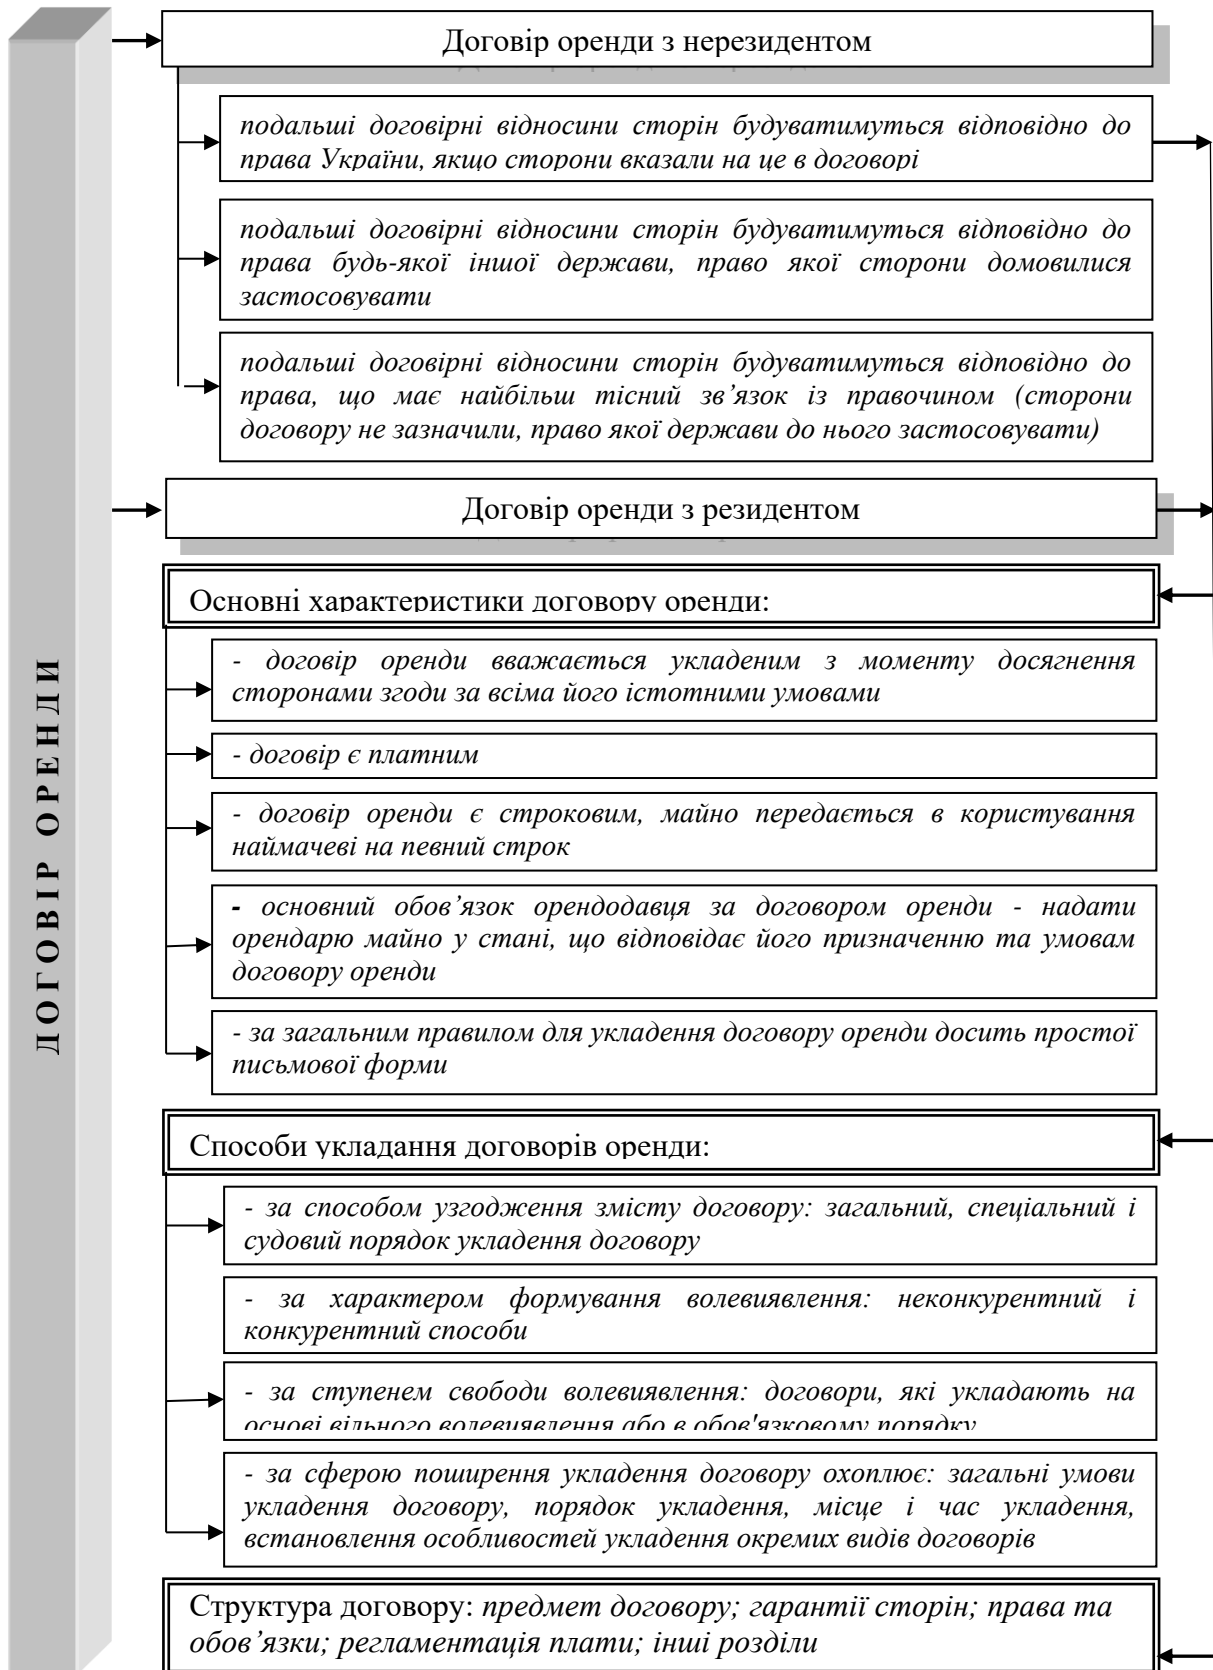 ДОГОВІР ОРЕНДИ
Договір оренди з нерезидентом
подальші договірні відносини сторін будуватимуться відповідно до
права України, якщо сторони вказали на це в договорі
подальші договірні відносини сторін будуватимуться відповідно до
права будь-якої іншої держави, право якої сторони домовилися
застосовувати
подальші договірні відносини сторін будуватимуться відповідно до
права, що має найбільш тісний зв’язок із правочином (сторони
договору не зазначили, право якої держави до нього застосовувати)
Договір оренди з резидентом
Основні характеристики договору оренди:
- договір оренди вважається укладеним з моменту досягнення
сторонами згоди за всіма його істотними умовами
- договір є платним
- договір оренди є строковим, майно передається в користування
наймачеві на певний строк
- основний обов’язок орендодавця за договором оренди - надати
орендарю майно у стані, що відповідає його призначенню та умовам
договору оренди
- за загальним правилом для укладення договору оренди досить простої
письмової форми
Способи укладання договорів оренди:
- за способом узгодження змісту договору: загальний, спеціальний і
судовий порядок укладення договору
- за характером формування волевиявлення: неконкурентний і
конкурентний способи
- за ступенем свободи волевиявлення: договори, які укладають на
основі вільного волевиявлення або в обов'язковому порядку
- за сферою поширення укладення договору охоплює: загальні умови
укладення договору, порядок укладення, місце і час укладення,
встановлення особливостей укладення окремих видів договорів
Структура договору: предмет договору; гарантії сторін; права та
обов’язки; регламентація плати; інші розділи